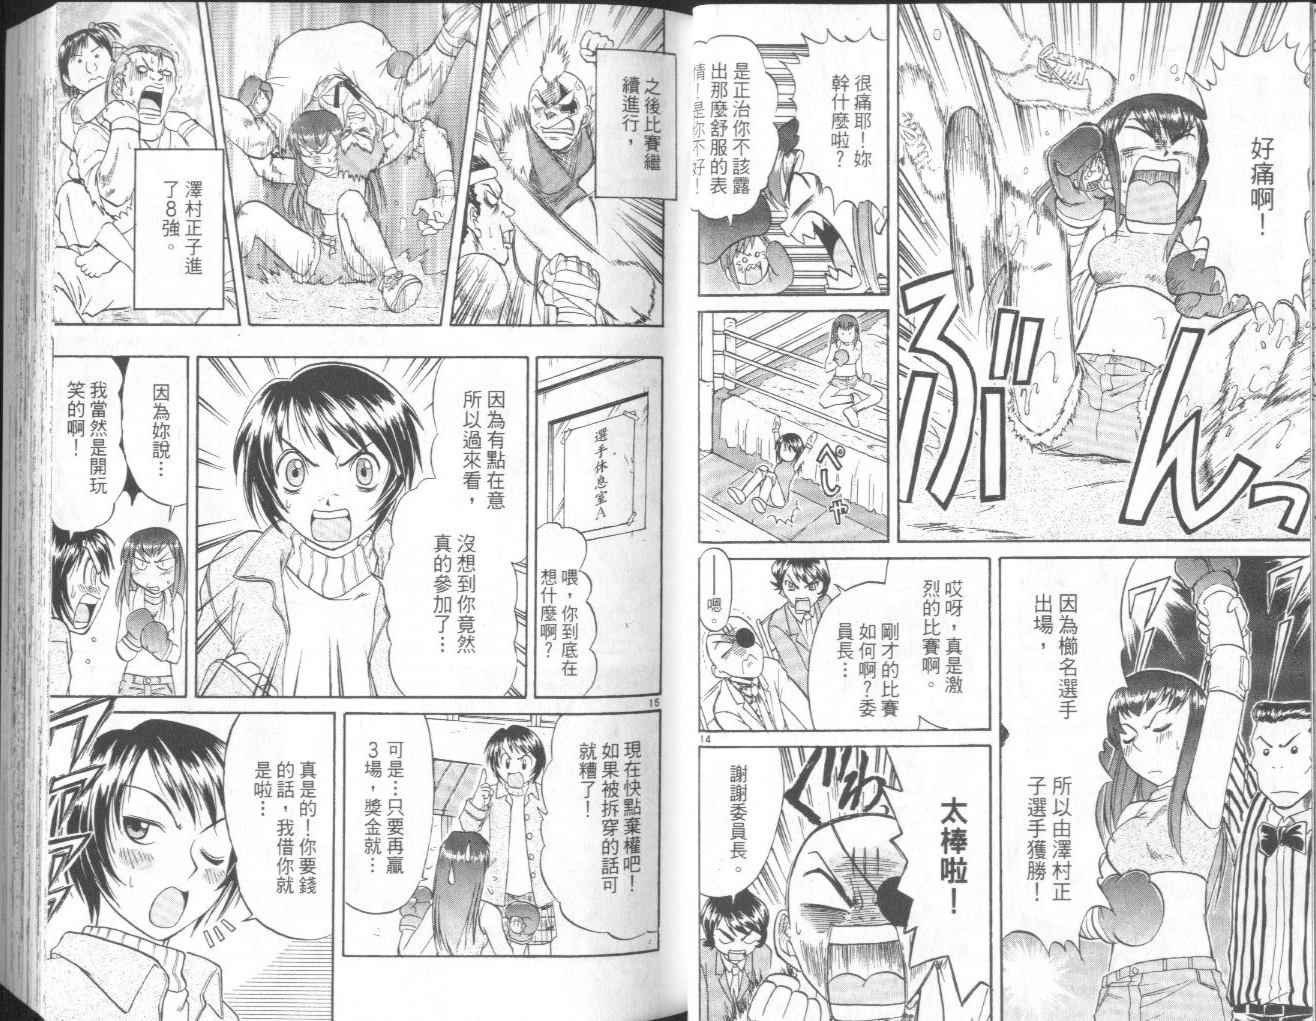 好痛啊！
ぶんっ
很痛耶！妳
幹什麼啦？
是正治你不該露
出那麼舒服的表
情！是妳不好！
ぺしゃ
因為櫛名選手
出場，
所以由澤村正
子選手獲勝！
哎呀，真是激
烈的比賽啊。
剛才的比賽
如何啊？委
員長…
嗯。
14
太棒啦！
ぐわっ
謝謝委員長。
之後比賽繼
續進行，
澤村正子進
了8強。
選手休息室A
喂，你到底在
想什麼啊？
因為有點在意
所以過來看，
沒想到你竟然
真的參加了…
因為妳說…
我當然是開玩
笑的啊！
15
現在快點棄權吧！
如果被拆穿的話可
就糟了！
可是…只要再贏
3場，獎金就…
真是的！你要錢
的話，我借你就
是啦…